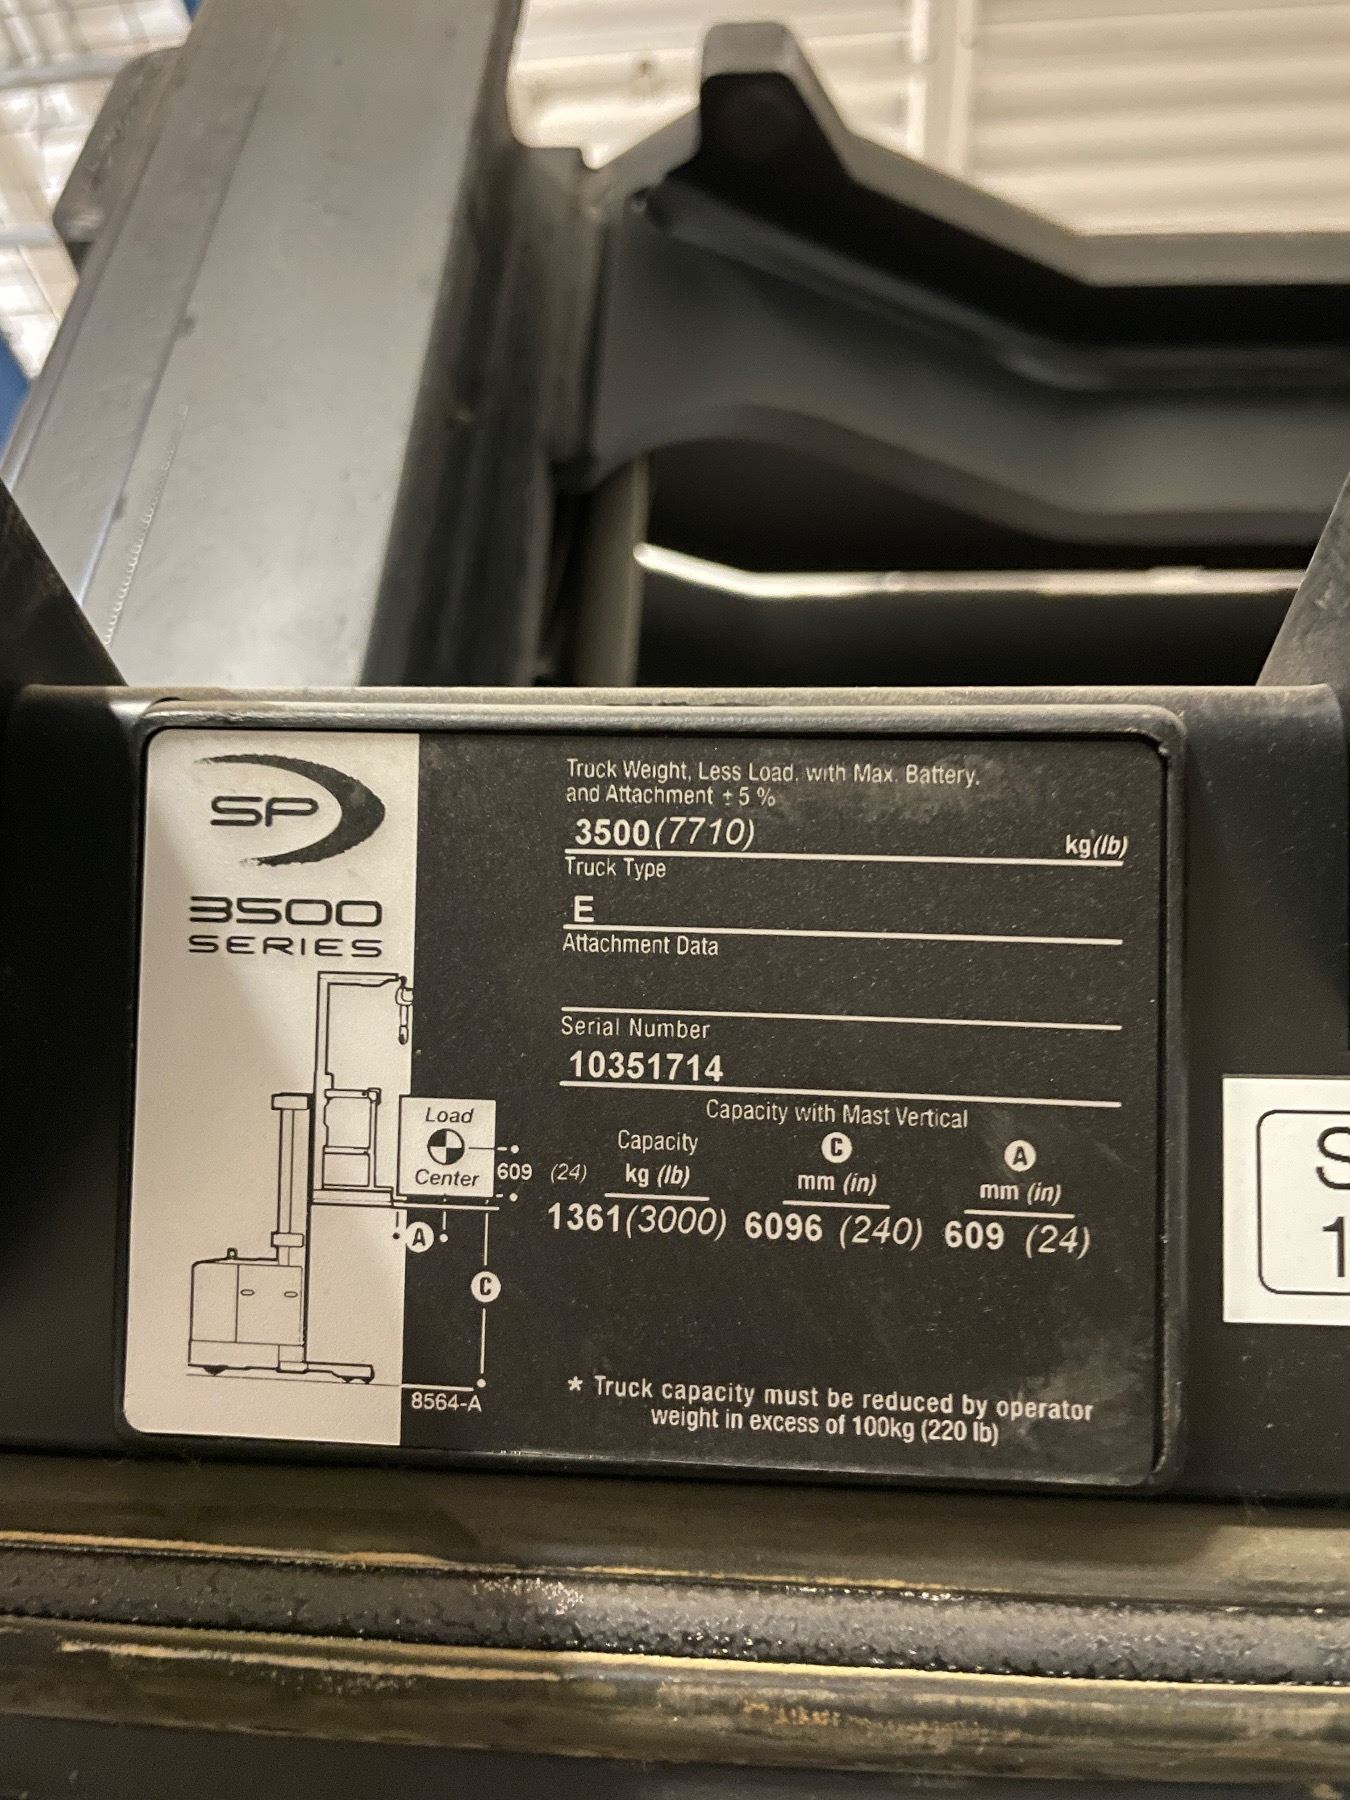 SP
3500
SERIES
Load
Center
609 (24)
A
C
8564-A
Truck Weight, Less Load, with Max. Battery,
and Attachment ± 5 %
3500 (7710) kg (lb)
Truck Type
E
Attachment Data
Serial Number
10351714
Capacity with Mast Vertical
Capacity C A
kg (lb) mm (in) mm (in)
1361 (3000) 6096 (240) 609 (24)
* Truck capacity must be reduced by operator
weight in excess of 100kg (220 lb)
S
1